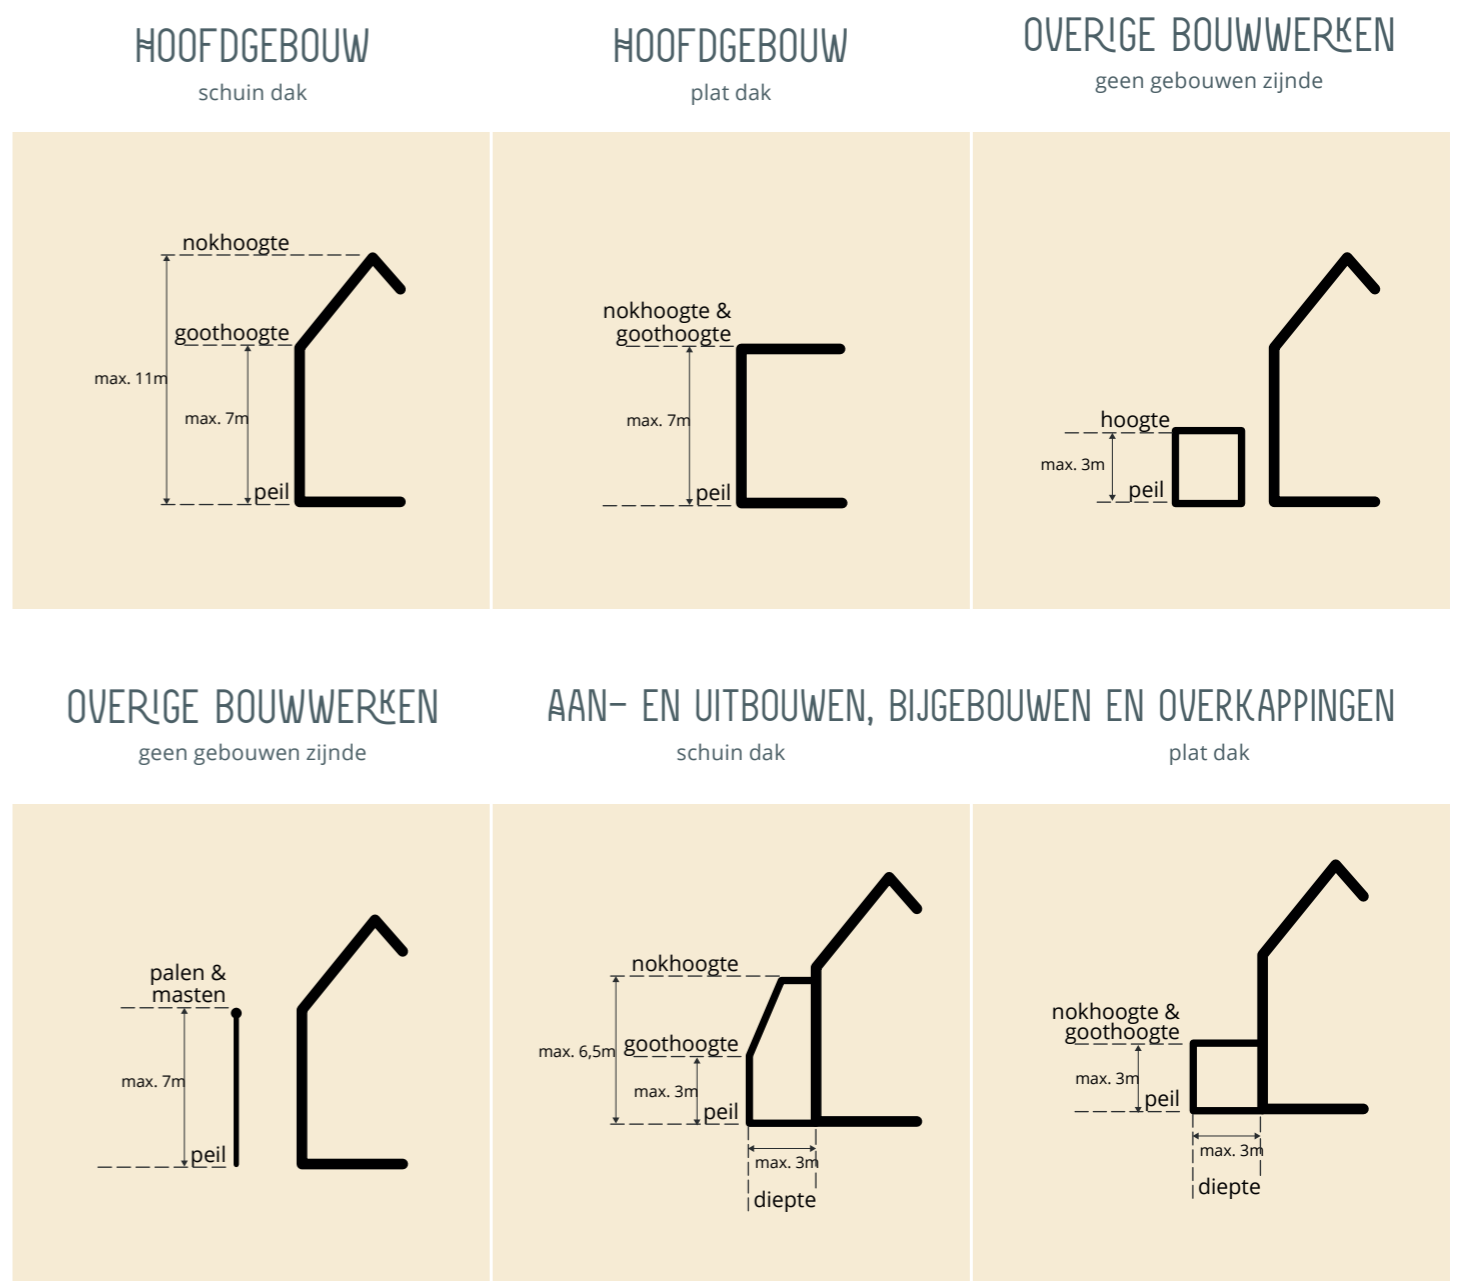 HOOFDGEBOUW
schuin dak
HOOFDGEBOUW
plat dak
OVERIGE BOUWWERKEN
geen gebouwen zijnde
nokhoogte
goothoogte
max. 11m
max. 7m
peil
nokhoogte &
goothoogte
max. 7m
peil
hoogte
max. 3m
peil
OVERIGE BOUWWERKEN
geen gebouwen zijnde
AAN- EN UITBOUWEN, BIJGEBOUWEN EN OVERKAPPINGEN
schuin dak
plat dak
palen &
masten
max. 7m
peil
nokhoogte
max. 6,5m
goothoogte
max. 3m
peil
max. 3m
diepte
nokhoogte &
goothoogte
max. 3m
peil
max. 3m
diepte